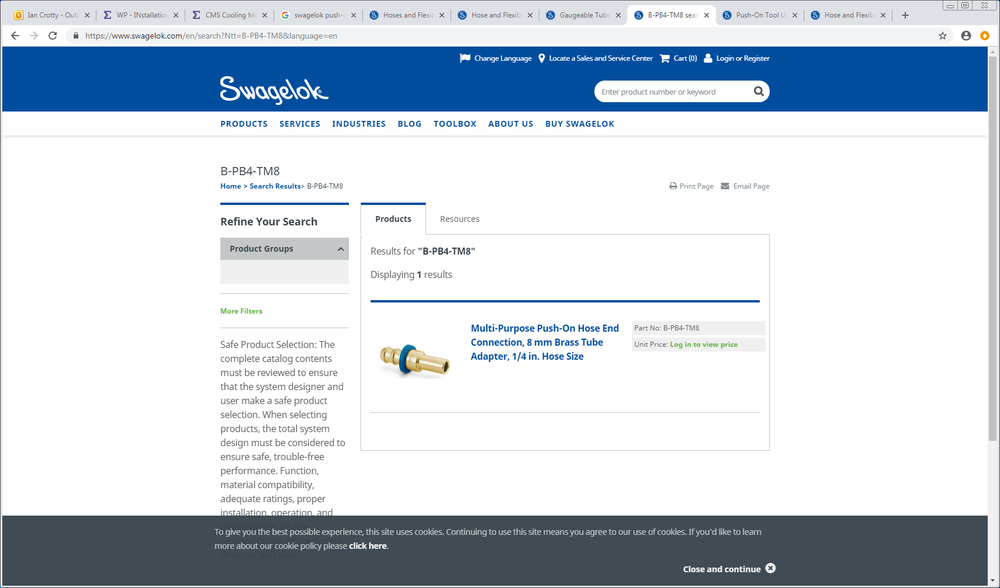 Ian Crotty - Outl
WP - INstallation
CMS Cooling Me
swagelok push-o
Hoses and Flexib
Hose and Flexibl
Gaugeable Tube
B-PB4-TM8 sear
Push-On Tool Us
Hose and Flexibl
https://www.swagelok.com/en/search?Ntt=B-PB4-TM8&language=en
Change Language
Locate a Sales and Service Center
Cart (0)
Login or Register
Swagelok
Enter product number or keyword
PRODUCTS SERVICES INDUSTRIES BLOG TOOLBOX ABOUT US BUY SWAGELOK
B-PB4-TM8
Home > Search Results> B-PB4-TM8
Print Page Email Page
Refine Your Search
Product Groups
More Filters
Safe Product Selection: The
complete catalog contents
must be reviewed to ensure
that the system designer and
user make a safe product
selection. When selecting
products, the total system
design must be considered to
ensure safe, trouble-free
performance. Function,
material compatibility,
adequate ratings, proper
installation, operation, and
maintenance are the
designer and user.
Products Resources
Results for "B-PB4-TM8"
Displaying 1 results
Multi-Purpose Push-On Hose End
Connection, 8 mm Brass Tube
Adapter, 1/4 in. Hose Size
Part No: B-PB4-TM8
Unit Price: Log in to view price
To give you the best possible experience, this site uses cookies. Continuing to use this site means you agree to our use of cookies. If you'd like to learn
more about our cookie policy please click here.
Close and continue